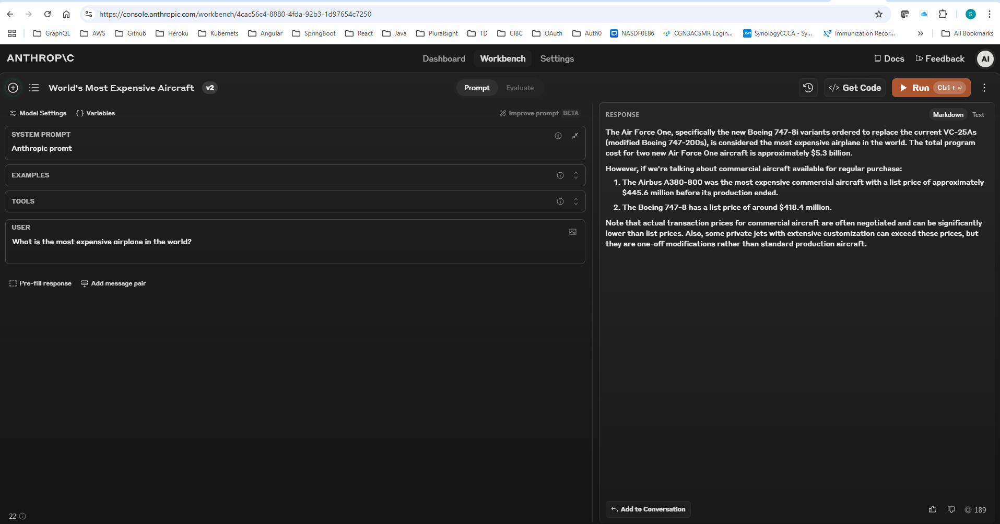 https://console.anthropic.com/workbench/4cac56c4-8880-4fda-92b3-1d97654c7250
S
GraphQL AWS Github Heroku Kubernets Angular SpringBoot React Java Pluralsight TD CIBC OAuth Auth0 NASDF0E86 CGN3ACSMR Login... DSM SynologyCCCA - Sy... Immunization Recor... All Bookmarks
ANTHROP\C
Dashboard Workbench Settings
Docs Feedback AI
World's Most Expensive Aircraft v2
Prompt Evaluate
</> Get Code Run Ctrl + ⏎
Model Settings {} Variables
Improve prompt BETA
SYSTEM PROMPT
Anthropic promt
EXAMPLES
TOOLS
USER
What is the most expensive airplane in the world?
Pre-fill response Add message pair
22
RESPONSE
Markdown Text
The Air Force One, specifically the new Boeing 747-8i variants ordered to replace the current VC-25As
(modified Boeing 747-200s), is considered the most expensive airplane in the world. The total program
cost for two new Air Force One aircraft is approximately $5.3 billion.
However, if we're talking about commercial aircraft available for regular purchase:
1. The Airbus A380-800 was the most expensive commercial aircraft with a list price of approximately
$445.6 million before its production ended.
2. The Boeing 747-8 has a list price of around $418.4 million.
Note that actual transaction prices for commercial aircraft are often negotiated and can be significantly
lower than list prices. Also, some private jets with extensive customization can exceed these prices, but
they are one-off modifications rather than standard production aircraft.
Add to Conversation
189